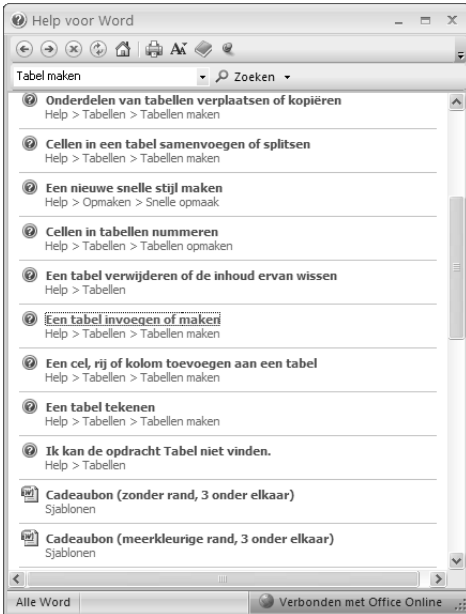 Help voor Word
Tabel maken
Zoeken
Onderdelen van tabellen verplaatsen of kopiëren
Help > Tabellen > Tabellen maken
Cellen in een tabel samenvoegen of splitsen
Help > Tabellen > Tabellen maken
Een nieuwe snelle stijl maken
Help > Opmaken > Snelle opmaak
Cellen in tabellen nummeren
Help > Tabellen > Tabellen opmaken
Een tabel verwijderen of de inhoud ervan wissen
Help > Tabellen
Een tabel invoegen of maken
Help > Tabellen > Tabellen maken
Een cel, rij of kolom toevoegen aan een tabel
Help > Tabellen > Tabellen maken
Een tabel tekenen
Help > Tabellen > Tabellen maken
Ik kan de opdracht Tabel niet vinden.
Help > Tabellen
Cadeaubon (zonder rand, 3 onder elkaar)
Sjablonen
Cadeaubon (meerkleurige rand, 3 onder elkaar)
Sjablonen
Alle Word
Verbonden met Office Online